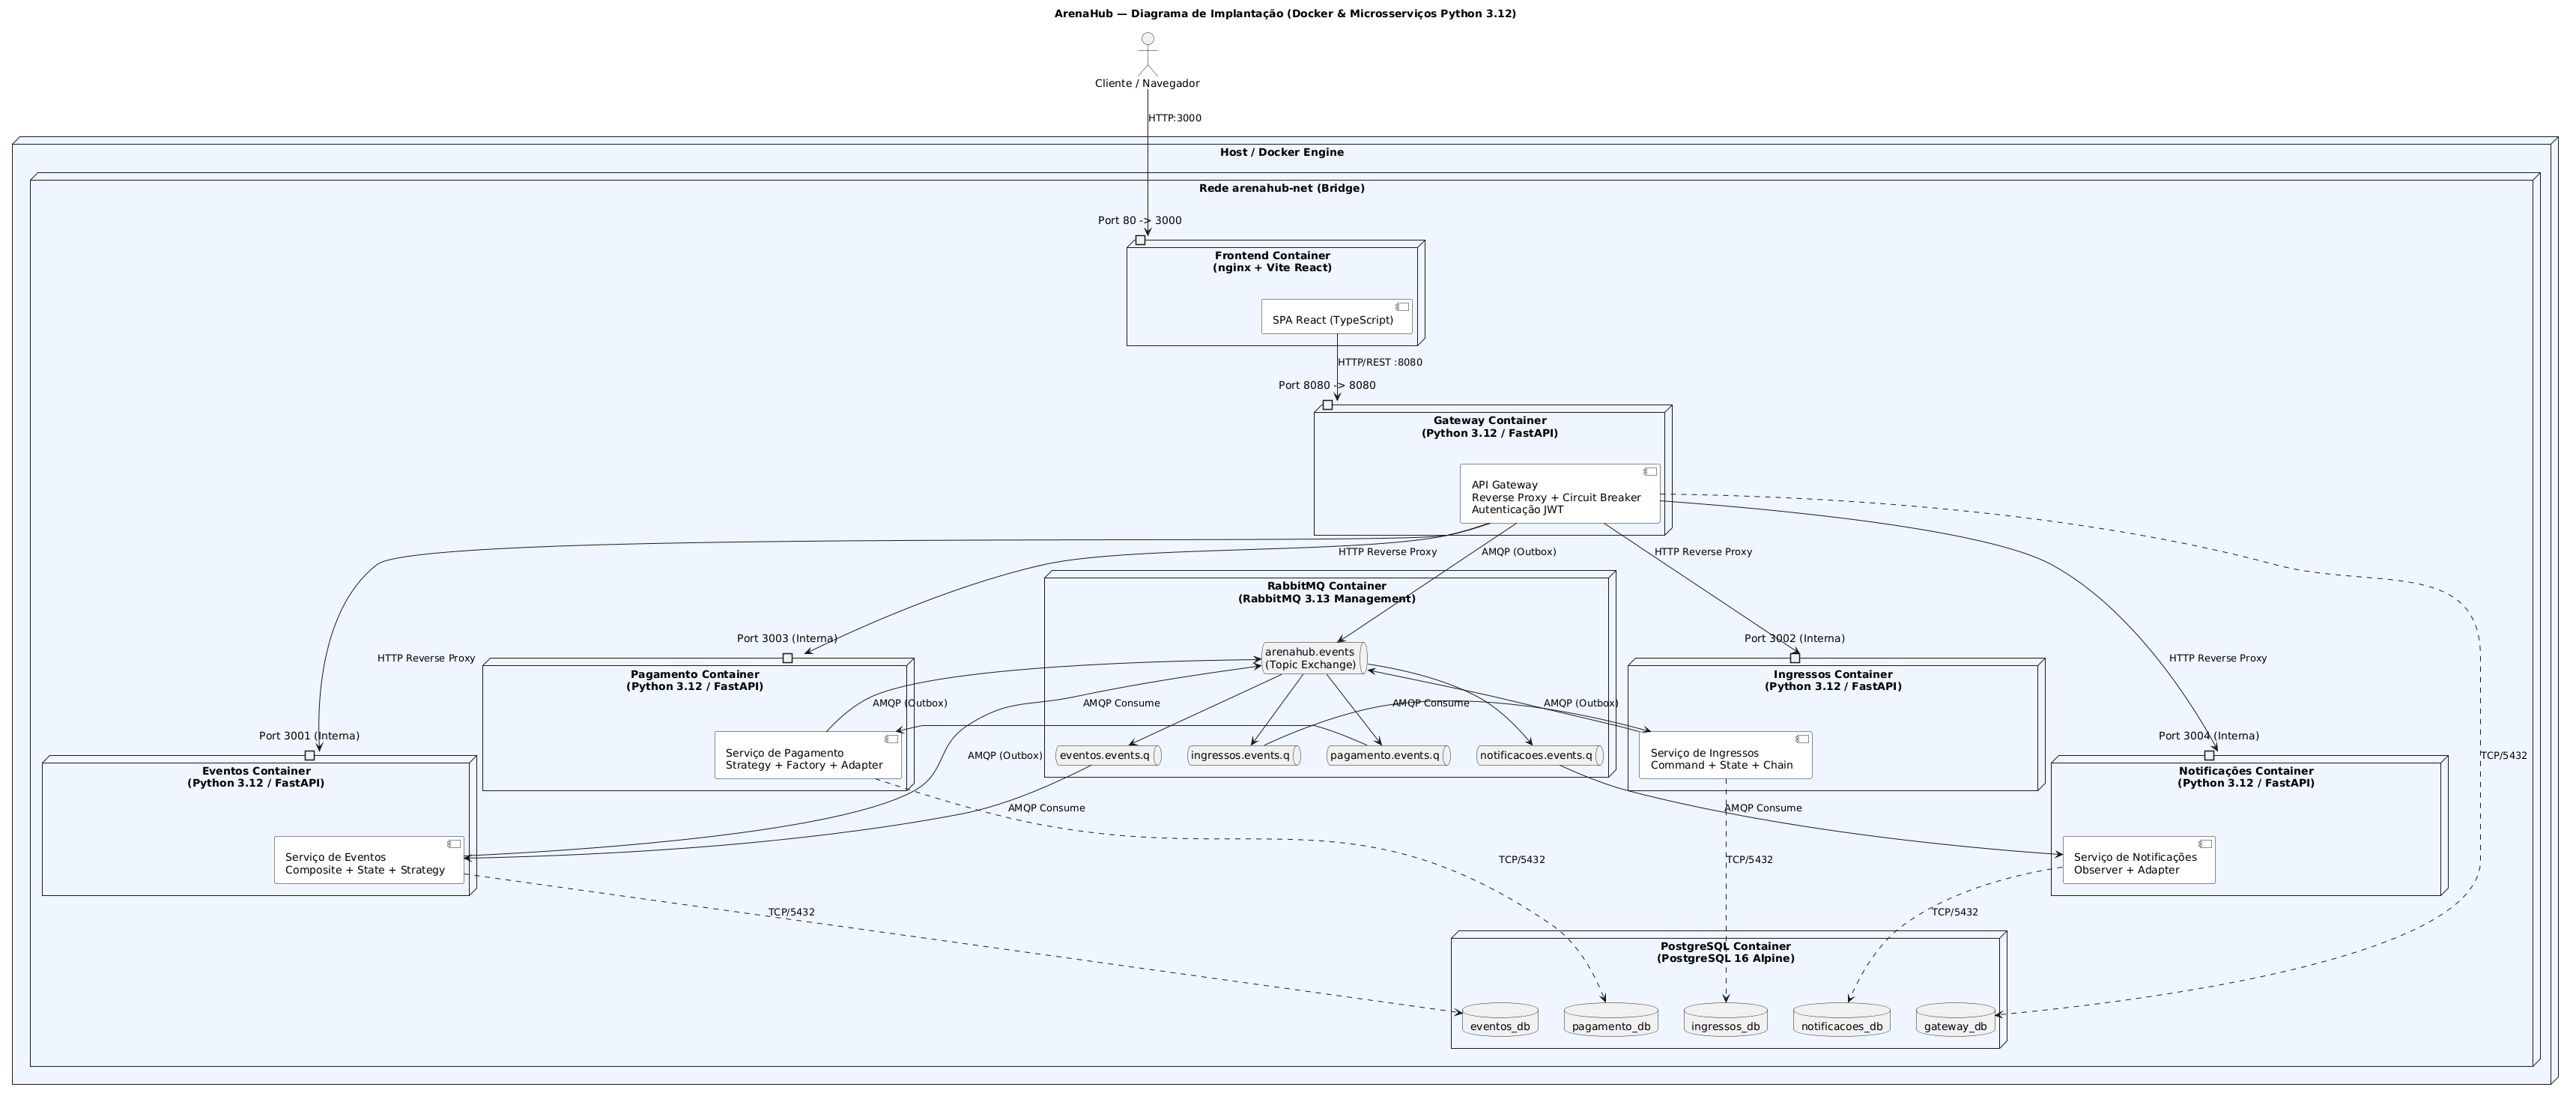 ArenaHub — Diagrama de Implantação (Docker & Microsserviços Python 3.12)
Cliente / Navegador
HTTP:3000
Host / Docker Engine
Rede arenahub-net (Bridge)
Port 80 -> 3000
Frontend Container
(nginx + Vite React)
SPA React (TypeScript)
HTTP/REST :8080
Port 8080 -> 8080
Gateway Container
(Python 3.12 / FastAPI)
API Gateway
Reverse Proxy + Circuit Breaker
Autenticação JWT
HTTP Reverse Proxy
AMQP (Outbox)
HTTP Reverse Proxy
RabbitMQ Container
(RabbitMQ 3.13 Management)
Port 3003 (Interna)
arenahub.events
(Topic Exchange)
Port 3002 (Interna)
HTTP Reverse Proxy
HTTP Reverse Proxy
Pagamento Container
(Python 3.12 / FastAPI)
Ingressos Container
(Python 3.12 / FastAPI)
AMQP (Outbox)
AMQP Consume
AMQP Consume
AMQP (Outbox)
Port 3001 (Interna)
Port 3004 (Interna)
Serviço de Pagamento
Strategy + Factory + Adapter
AMQP (Outbox)
eventos.events.q
ingressos.events.q
pagamento.events.q
notificacoes.events.q
Serviço de Ingressos
Command + State + Chain
TCP/5432
Eventos Container
(Python 3.12 / FastAPI)
Notificações Container
(Python 3.12 / FastAPI)
AMQP Consume
AMQP Consume
Serviço de Eventos
Composite + State + Strategy
TCP/5432
TCP/5432
Serviço de Notificações
Observer + Adapter
TCP/5432
TCP/5432
PostgreSQL Container
(PostgreSQL 16 Alpine)
eventos_db
pagamento_db
ingressos_db
notificacoes_db
gateway_db